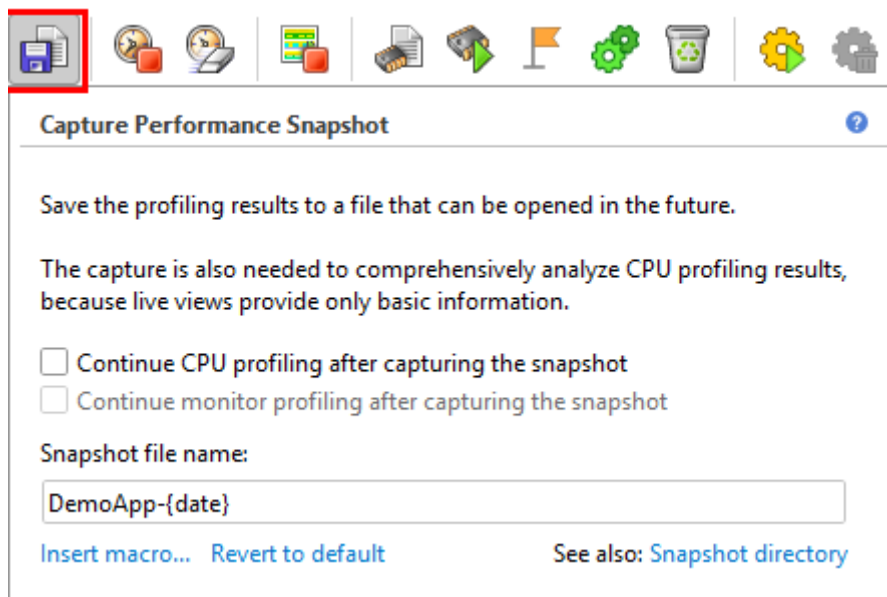 Capture Performance Snapshot
Save the profiling results to a file that can be opened in the future.
The capture is also needed to comprehensively analyze CPU profiling results,
because live views provide only basic information.
Continue CPU profiling after capturing the snapshot
Continue monitor profiling after capturing the snapshot
Snapshot file name:
DemoApp-{date}
Insert macro... Revert to default See also: Snapshot directory